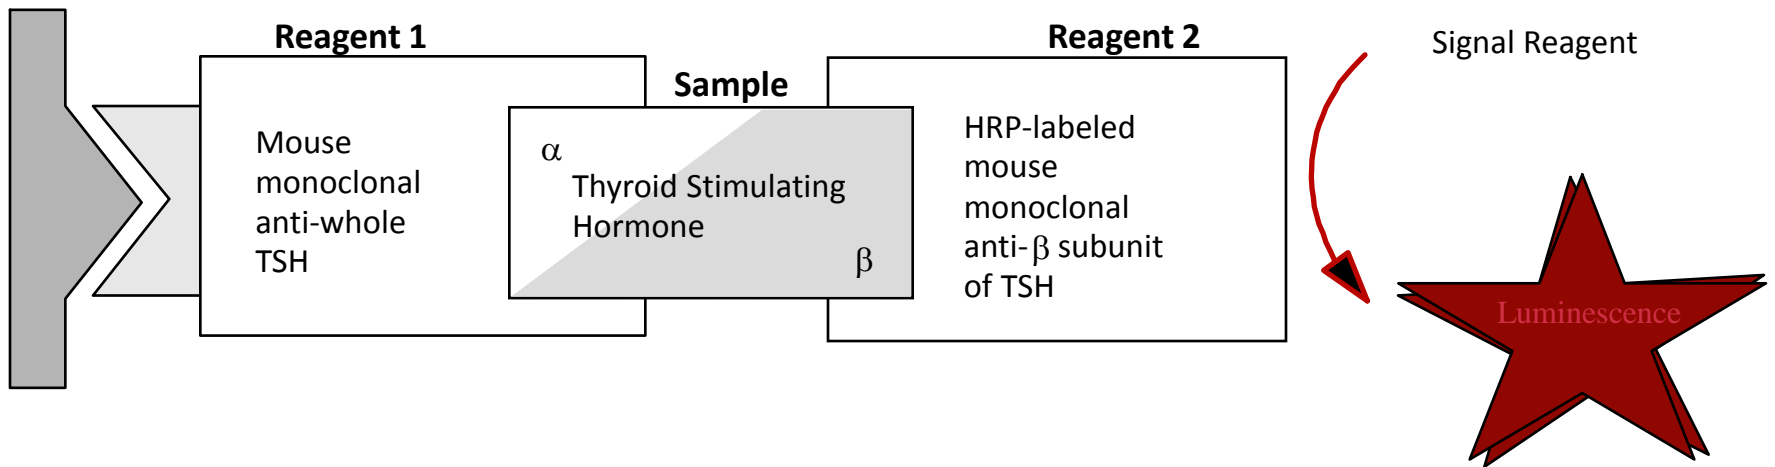 Reagent 1
Mouse
monoclonal
anti-whole
TSH
Sample
α
Thyroid Stimulating
Hormone
β
Reagent 2
HRP-labeled
mouse
monoclonal
anti-β subunit
of TSH
Signal Reagent
Luminescence